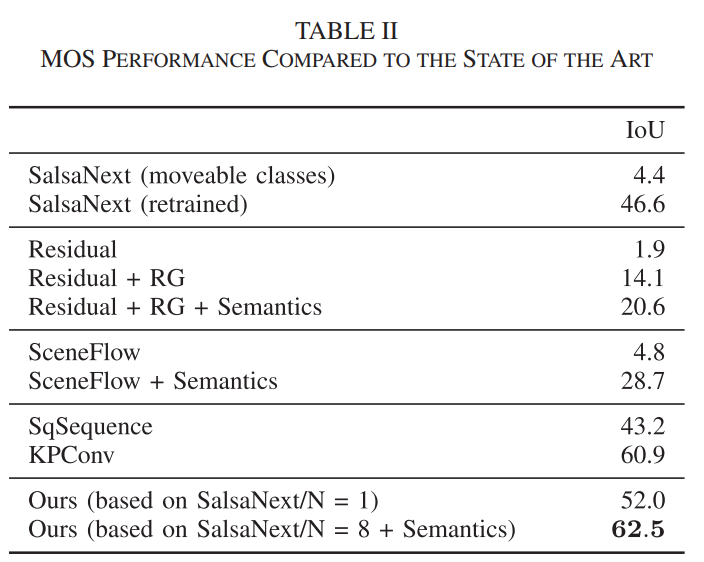 TABLE II
MOS PERFORMANCE COMPARED TO THE STATE OF THE ART
IoU
SalsaNext (moveable classes) 4.4
SalsaNext (retrained) 46.6
Residual 1.9
Residual + RG 14.1
Residual + RG + Semantics 20.6
SceneFlow 4.8
SceneFlow + Semantics 28.7
SqSequence 43.2
KPConv 60.9
Ours (based on SalsaNext/N = 1) 52.0
Ours (based on SalsaNext/N = 8 + Semantics) 62.5